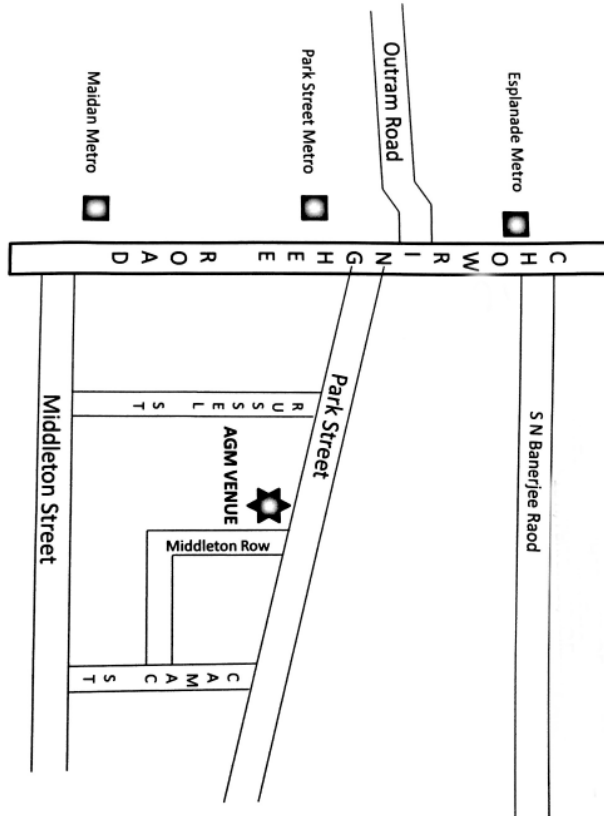 Esplanade Metro
S N Banerjee Raod
Outram Road
CHOWRINGHEE ROAD
Park Street Metro
Park Street
RUSSEL ST
AGM VENUE
Middleton Row
CAMAC ST
Maidan Metro
Middleton Street